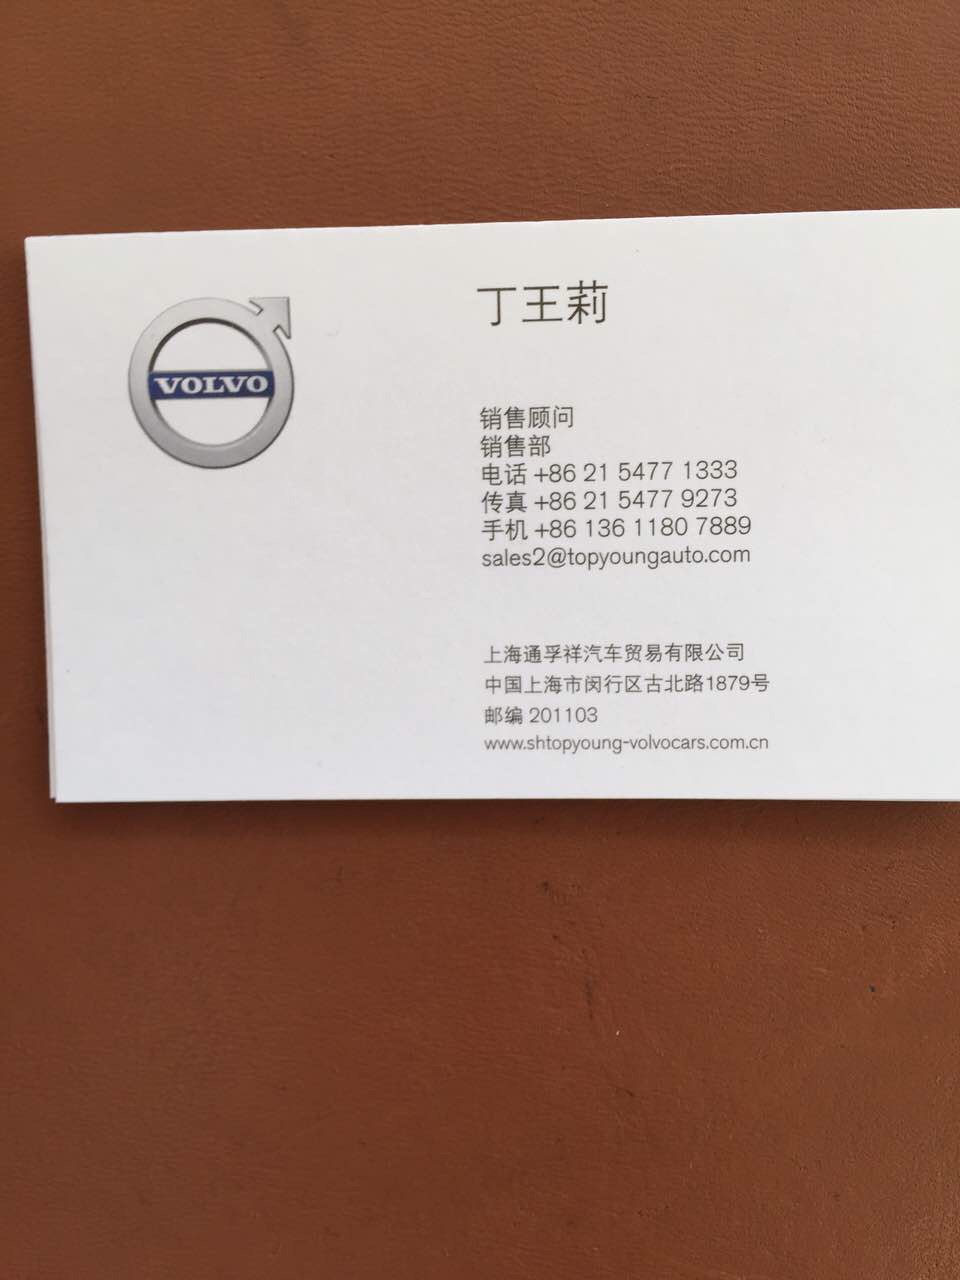 VOLVO
丁王莉
销售顾问
销售部
电话 +86 21 5477 1333
传真 +86 21 5477 9273
手机 +86 136 1180 7889
sales2@topyoungauto.com
上海通孚祥汽车贸易有限公司
中国上海市闵行区古北路1879号
邮编 201103
www.shtopyoung-volvocars.com.cn